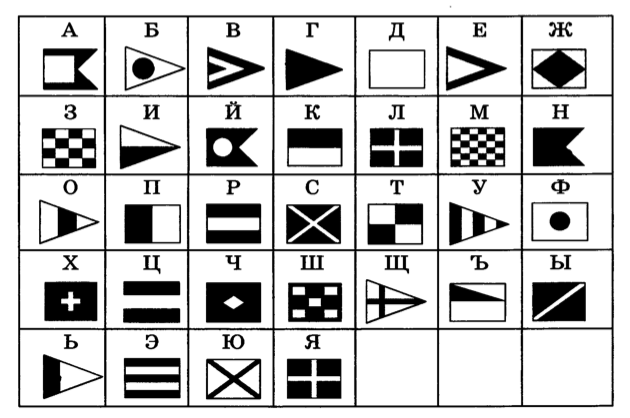 А Б В Г Д Е Ж
З И Й К Л М Н
О П Р С Т У Ф
Х Ц Ч Ш Щ Ъ Ы
Ь Э Ю Я